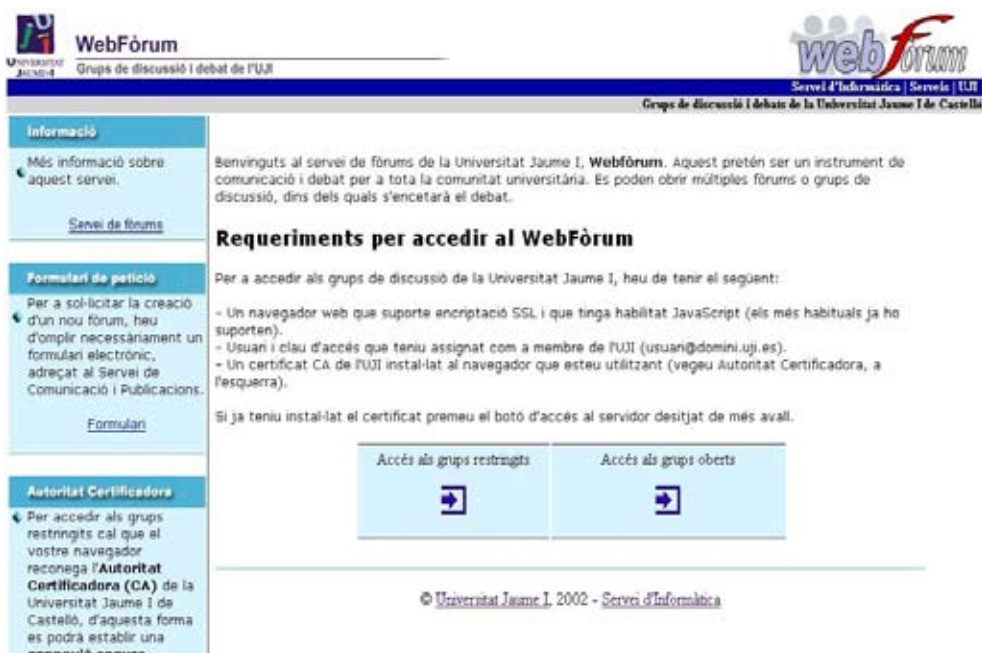 UNIVERSITAT
JAUME·I
WebFòrum
Grups de discussió i debat de l'UJI
web fòrum
Servei d'Informàtica | Serveis | UJI
Grups de discussió i debats de la Universitat Jaume I de Castelló
Informació
Més informació sobre
aquest servei.
Servei de fòrums
Formulari de petició
Per a sol·licitar la creació
d'un nou fòrum, heu
d'omplir necessàriament un
formulari electrònic,
adreçat al Servei de
Comunicació i Publicacions.
Formulari
Autoritat Certificadora
Per accedir als grups
restringits cal que el
vostre navegador
reconega l'Autoritat
Certificadora (CA) de la
Universitat Jaume I de
Castelló, d'aquesta forma
es podrà establir una
Benvinguts al servei de fòrums de la Universitat Jaume I, Webfòrum. Aquest pretén ser un instrument de
comunicació i debat per a tota la comunitat universitària. Es poden obrir múltiples fòrums o grups de
discussió, dins dels quals s'encetarà el debat.
Requeriments per accedir al WebFòrum
Per a accedir als grups de discussió de la Universitat Jaume I, heu de tenir el següent:
- Un navegador web que suporte encriptació SSL i que tinga habilitat JavaScript (els més habituals ja ho
suporten).
- Usuari i clau d'accés que teniu assignat com a membre de l'UJI (usuari@domini.uji.es).
- Un certificat CA de l'UJI instal·lat al navegador que esteu utilitzant (vegeu Autoritat Certificadora, a
l'esquerra).
Si ja teniu instal·lat el certificat premeu el botó d'accés al servidor desitjat de més avall.
Accés als grups restringits
Accés als grups oberts
© Universitat Jaume I, 2002 - Servei d'Informàtica